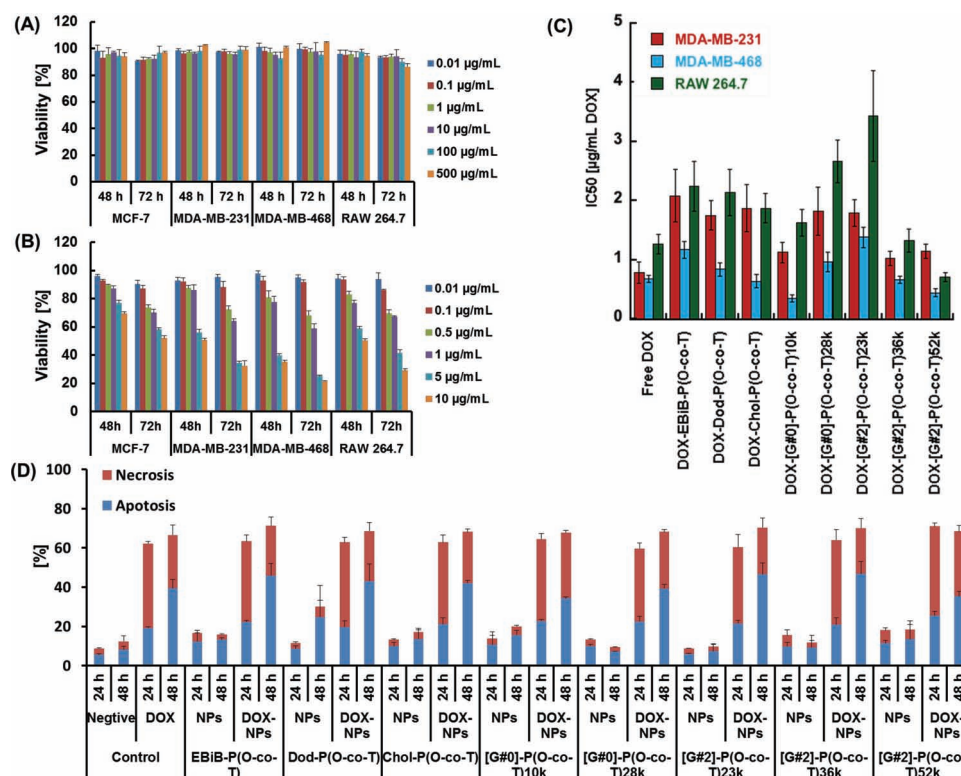 (A)
Viability [%]
120
100
80
60
40
20
0
48 h 72 h 48 h 72 h 48 h 72 h 48 h 72 h
MCF-7 MDA-MB-231 MDA-MB-468 RAW 264.7
0.01 µg/mL
0.1 µg/mL
1 µg/mL
10 µg/mL
100 µg/mL
500 µg/mL
(B)
Viability [%]
120
100
80
60
40
20
0
48h 72h 48h 72h 48h 72h 48h 72h
MCF-7 MDA-MB-231 MDA-MB-468 RAW 264.7
0.01 µg/mL
0.1 µg/mL
0.5 µg/mL
1 µg/mL
5 µg/mL
10 µg/mL
(C)
IC50 [µg/mL DOX]
5
4
3
2
1
0
MDA-MB-231
MDA-MB-468
RAW 264.7
Free DOX
DOX-EBiB-P(O-co-T)
DOX-Dod-P(O-co-T)
DOX-Chol-P(O-co-T)
DOX-[G#0]-P(O-co-T)10k
DOX-[G#0]-P(O-co-T)28k
DOX-[G#2]-P(O-co-T)23k
DOX-[G#2]-P(O-co-T)36k
DOX-[G#2]-P(O-co-T)52k
(D)
[%]
100
80
60
40
20
0
Necrosis
Apotosis
24 h 48 h 24 h 48 h 24 h 48 h 24 h 48 h 24 h 48 h 24 h 48 h 24 h 48 h 24 h 48 h 24 h 48 h 24 h 48 h 24 h 48 h 24 h 48 h 24 h 48 h 24 h 48 h 24 h 48 h 24 h 48 h 24 h 48 h 24 h 48 h
Negtive DOX NPs DOX- NPs DOX- NPs DOX- NPs DOX- NPs DOX- NPs DOX- NPs DOX- NPs DOX-
NPs NPs NPs NPs NPs NPs NPs NPs
Control EBiB-P(O-co- Dod-P(O-co-T) Chol-P(O-co-T) [G#0]-P(O-co- [G#0]-P(O-co- [G#2]-P(O-co- [G#2]-P(O-co- [G#2]-P(O-co-
T) T)10k T)28k T)23k T)36k T)52k